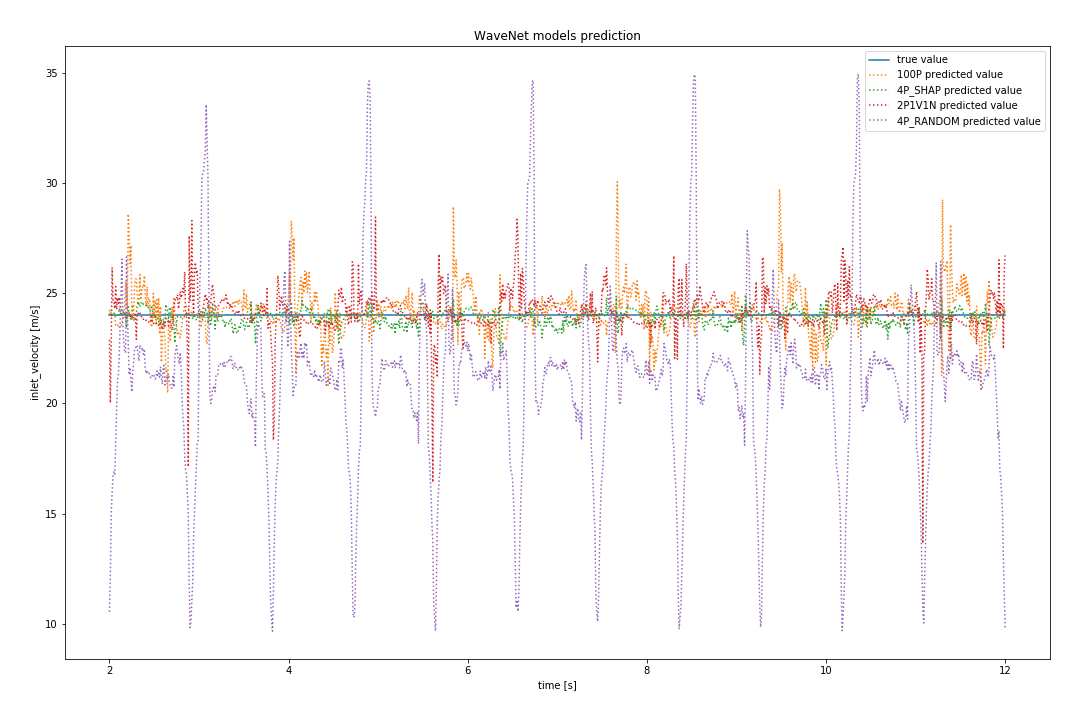 WaveNet models prediction
true value
100P predicted value
4P_SHAP predicted value
2P1V1N predicted value
4P_RANDOM predicted value
35
30
25
20
15
10
inlet_velocity [m/s]
2 4 6 8 10 12
time [s]